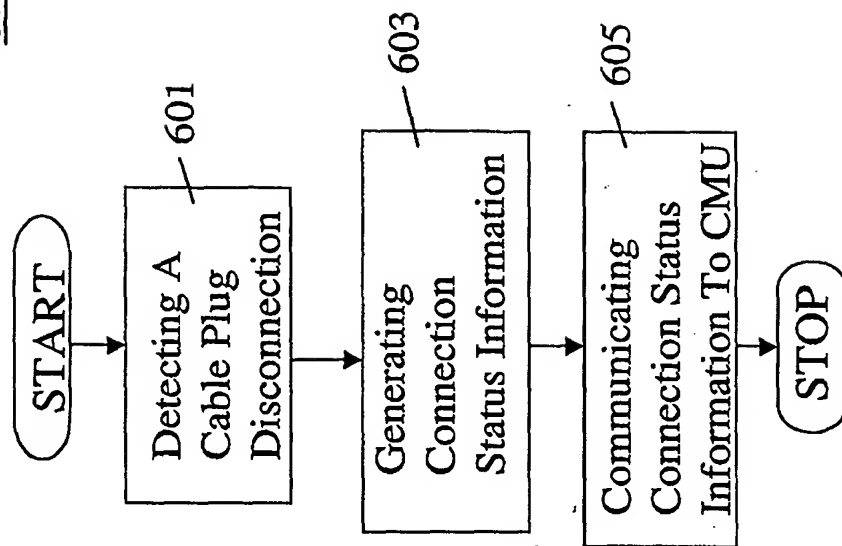 START
601
Detecting A
Cable Plug
Disconnection
603
Generating
Connection
Status Information
605
Communicating
Connection Status
Information To CMU
STOP